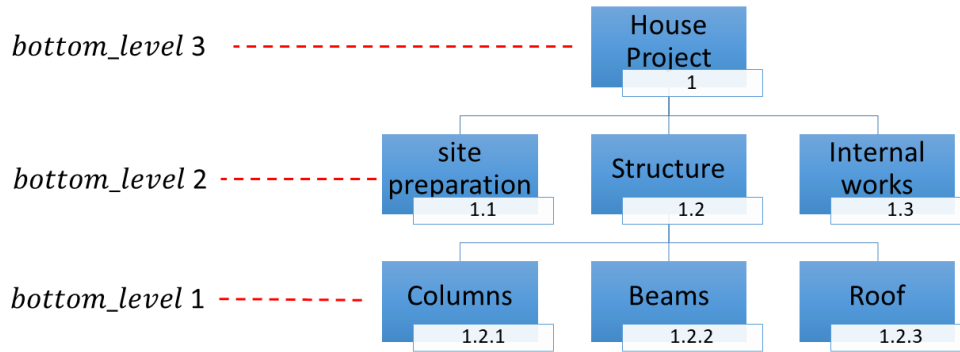 bottom_level 3
House
Project
1
bottom_level 2
site
preparation
1.1
Structure
1.2
Internal
works
1.3
bottom_level 1
Columns
1.2.1
Beams
1.2.2
Roof
1.2.3